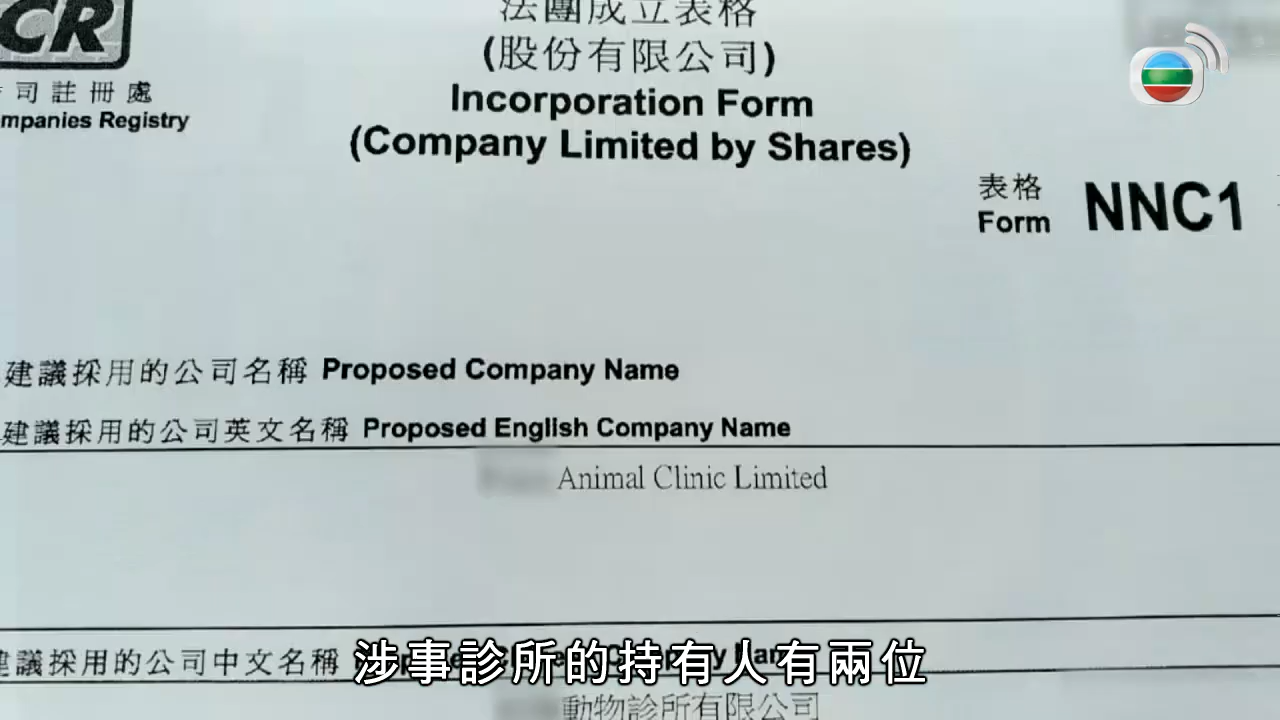 CR
司註冊處
mpanies Registry
法團成立表格
(股份有限公司)
Incorporation Form
(Company Limited by Shares)
表格
Form NNC1
建議採用的公司名稱 Proposed Company Name
建議採用的公司英文名稱 Proposed English Company Name
Animal Clinic Limited
建議採用的公司中文名稱
涉事診所的持有人有兩位
動物診所有限公司